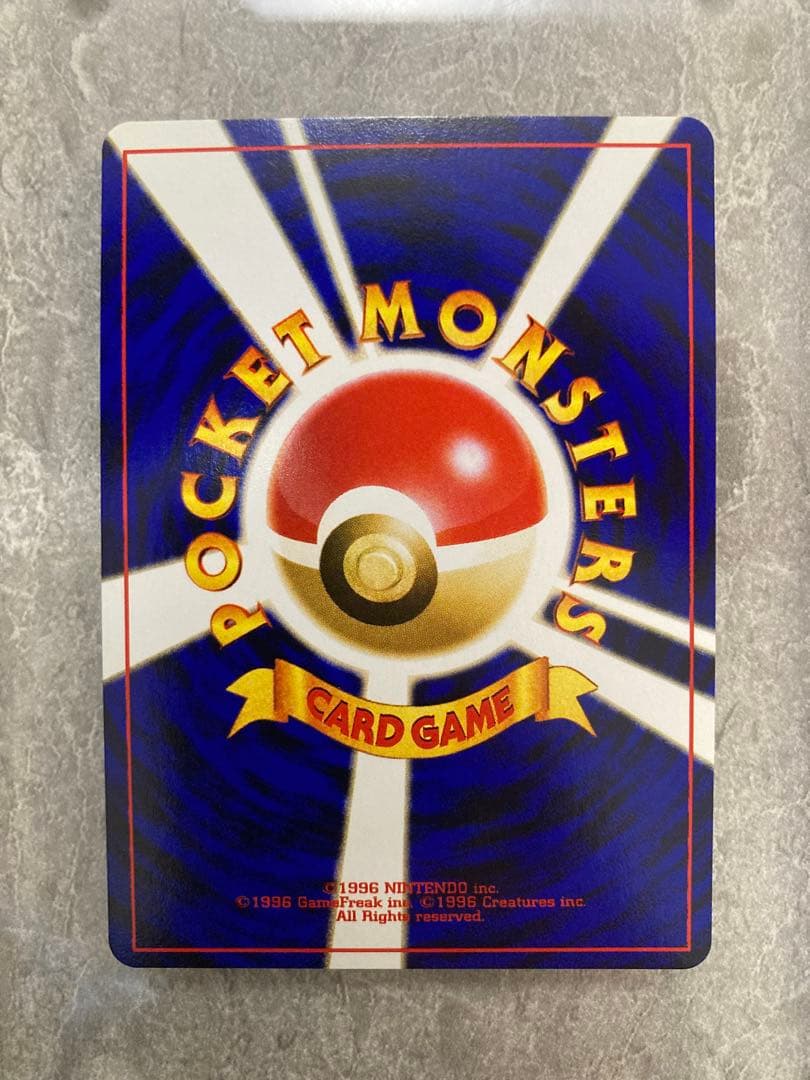 POCKET MONSTERS
CARD GAME
©1996 NINTENDO inc.
©1996 GameFreak inc. ©1996 Creatures inc.
All Rights reserved.